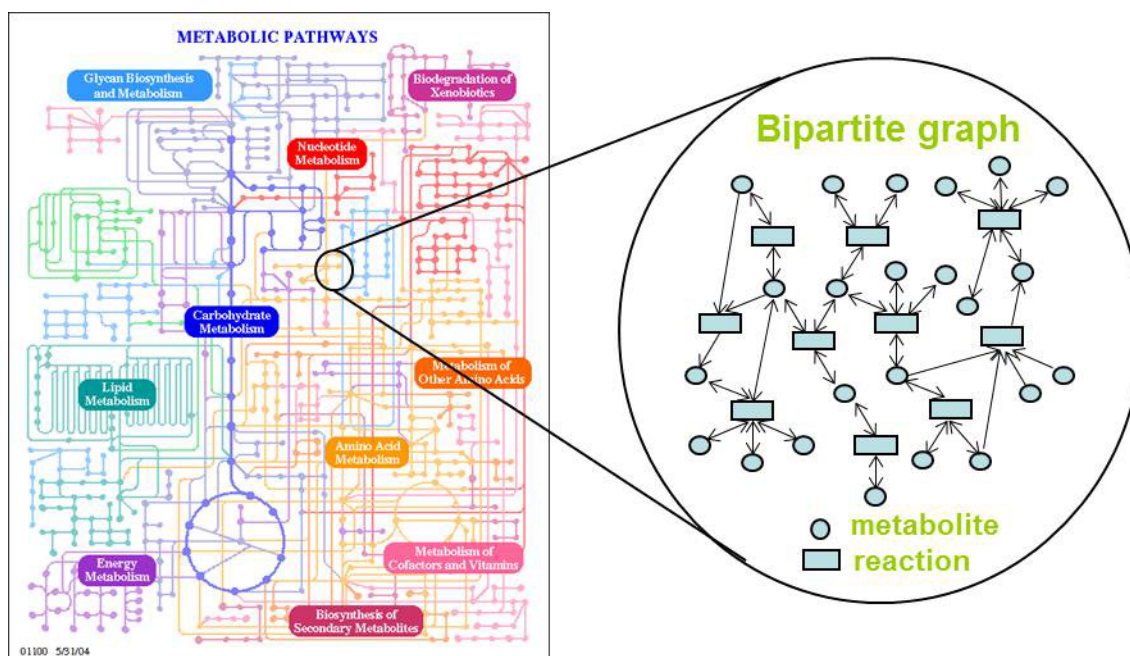 METABOLIC PATHWAYS
Glycan Biosynthesis
and Metabolism
Biodegradation of
Xenobiotics
Nucleotide
Metabolism
Carbohydrate
Metabolism
Lipid
Metabolism
Metabolism of
Other Amino Acids
Amino Acid
Metabolism
Energy
Metabolism
Metabolism of
Cofactors and Vitamins
Biosynthesis of
Secondary Metabolites
01100 5/31/04
Bipartite graph
metabolite
reaction